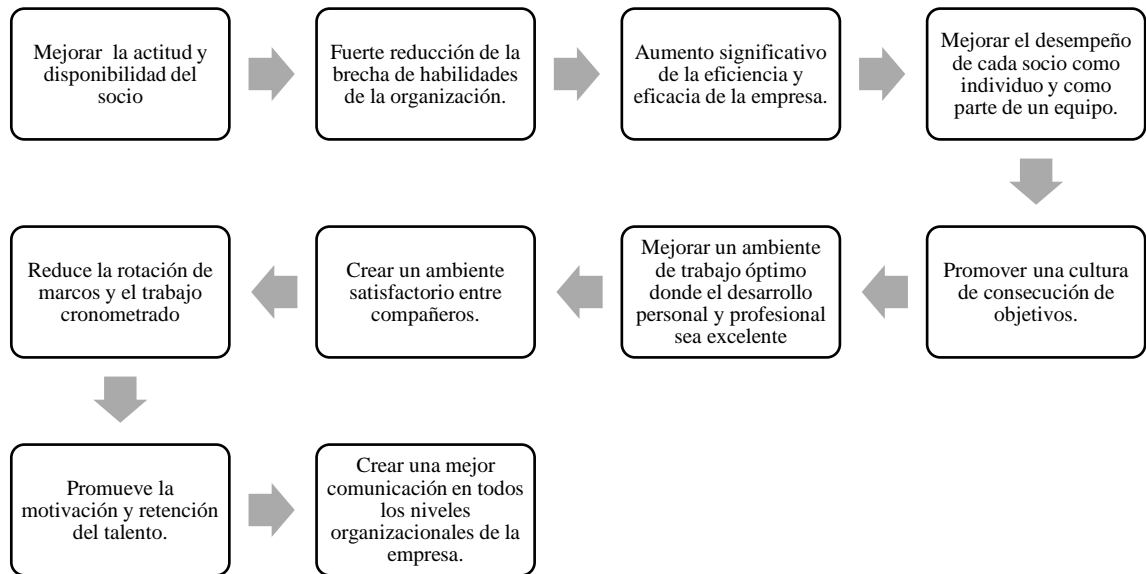 Mejorar la actitud y
disponibilidad del
socio
Fuerte reducción de la
brecha de habilidades
de la organización.
Aumento significativo
de la eficiencia y
eficacia de la empresa.
Mejorar el desempeño
de cada socio como
individuo y como
parte de un equipo.
Promover una cultura
de consecución de
objetivos.
Mejorar un ambiente
de trabajo óptimo
donde el desarrollo
personal y profesional
sea excelente
Crear un ambiente
satisfactorio entre
compañeros.
Reduce la rotación de
marcos y el trabajo
cronometrado
Promueve la
motivación y retención
del talento.
Crear una mejor
comunicación en todos
los niveles
organizacionales de la
empresa.